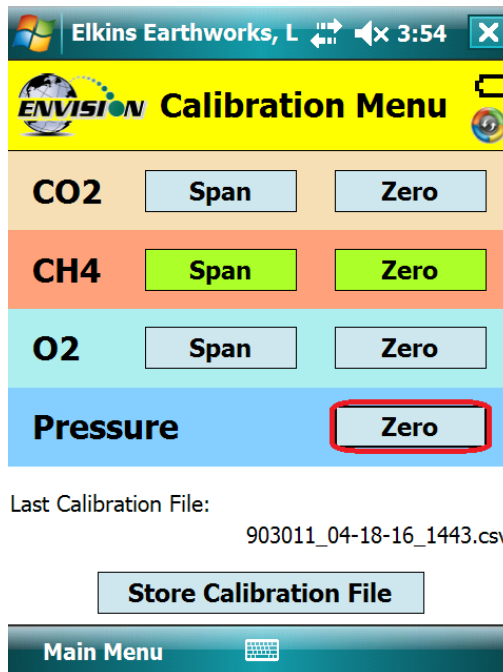 Elkins Earthworks, L 3:54
ENVISION Calibration Menu
CO2 Span Zero
CH4 Span Zero
O2 Span Zero
Pressure Zero
Last Calibration File:
903011_04-18-16_1443.csv
Store Calibration File
Main Menu